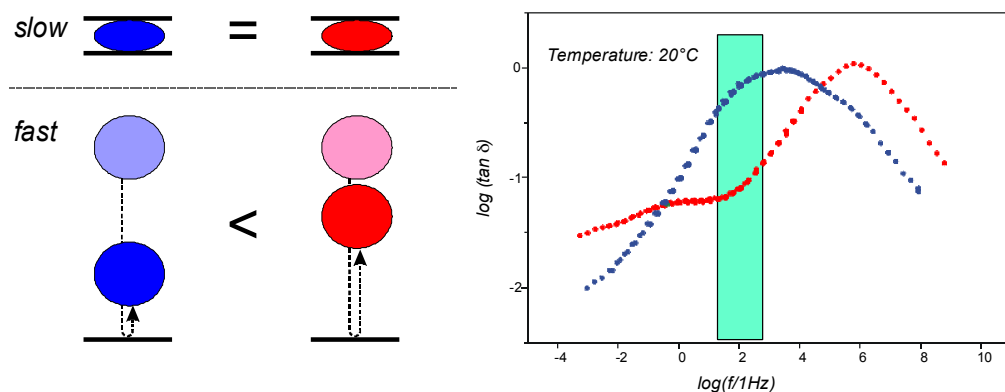 slow
=
fast
<
Temperature: 20°C
log (tan δ)
0
-1
-2
-4
-2
0
2
4
6
8
10
log(f/1Hz)